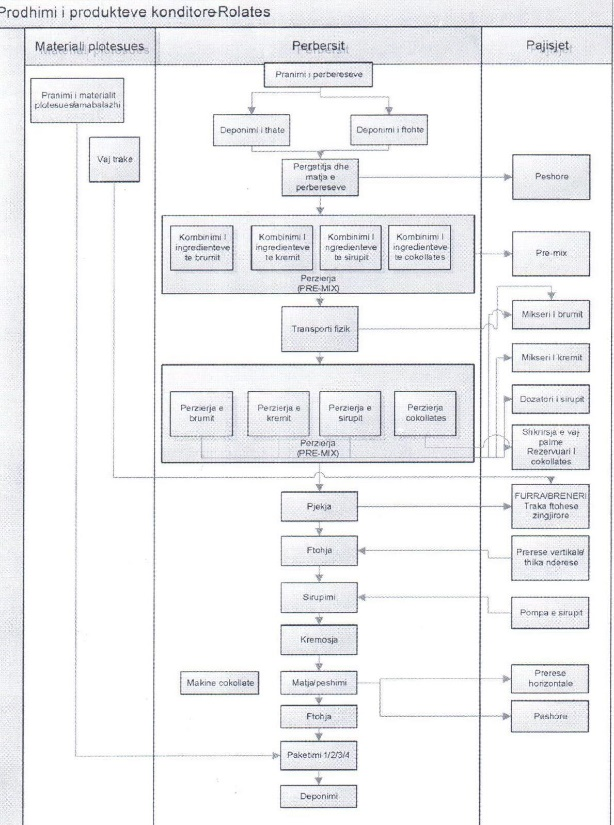 Prodhimi i produkteve konditore-Rolates
Materiali plotesues
Perbersit
Pajisjet
Pranimi i materialit
plotesues/amabalazhi
Vaj trake
Pranimi i perbereseve
Deponimi i thate
Deponimi i ftohte
Pergatitja dhe
matja e
perbereseve
Peshore
Kombinimi I
ingredienteve
te brumit
Kombinimi I
ingredienteve
te kremit
Kombinimi I
ngredienteve
te sirupit
Kombinimi I
ingredienteve
te cokollates
Perzierja
(PRE-MIX)
Pre-mix
Transporti fizik
Mikseri I brumit
Mikseri I kremit
Dozatori i sirupit
Perzierja e
brumit
Perzierja e
kremit
Perzierja e
sirupit
Perzierja
cokollates
Perzierja
(PRE-MIX)
Shkrirsja e vaj
palme
Rezervuari I
cokollates
Pjekja
FURRA/BRENERI
Traka ftohese
zingjirore
Ftohja
Prerese vertikale/
thika nderese
Sirupimi
Pompa e sirupit
Kremosja
Makine cokollate
Matja/peshimi
Prerese
horizontale
Ftohja
Peshore
Paketimi 1/2/3/4
Deponimi